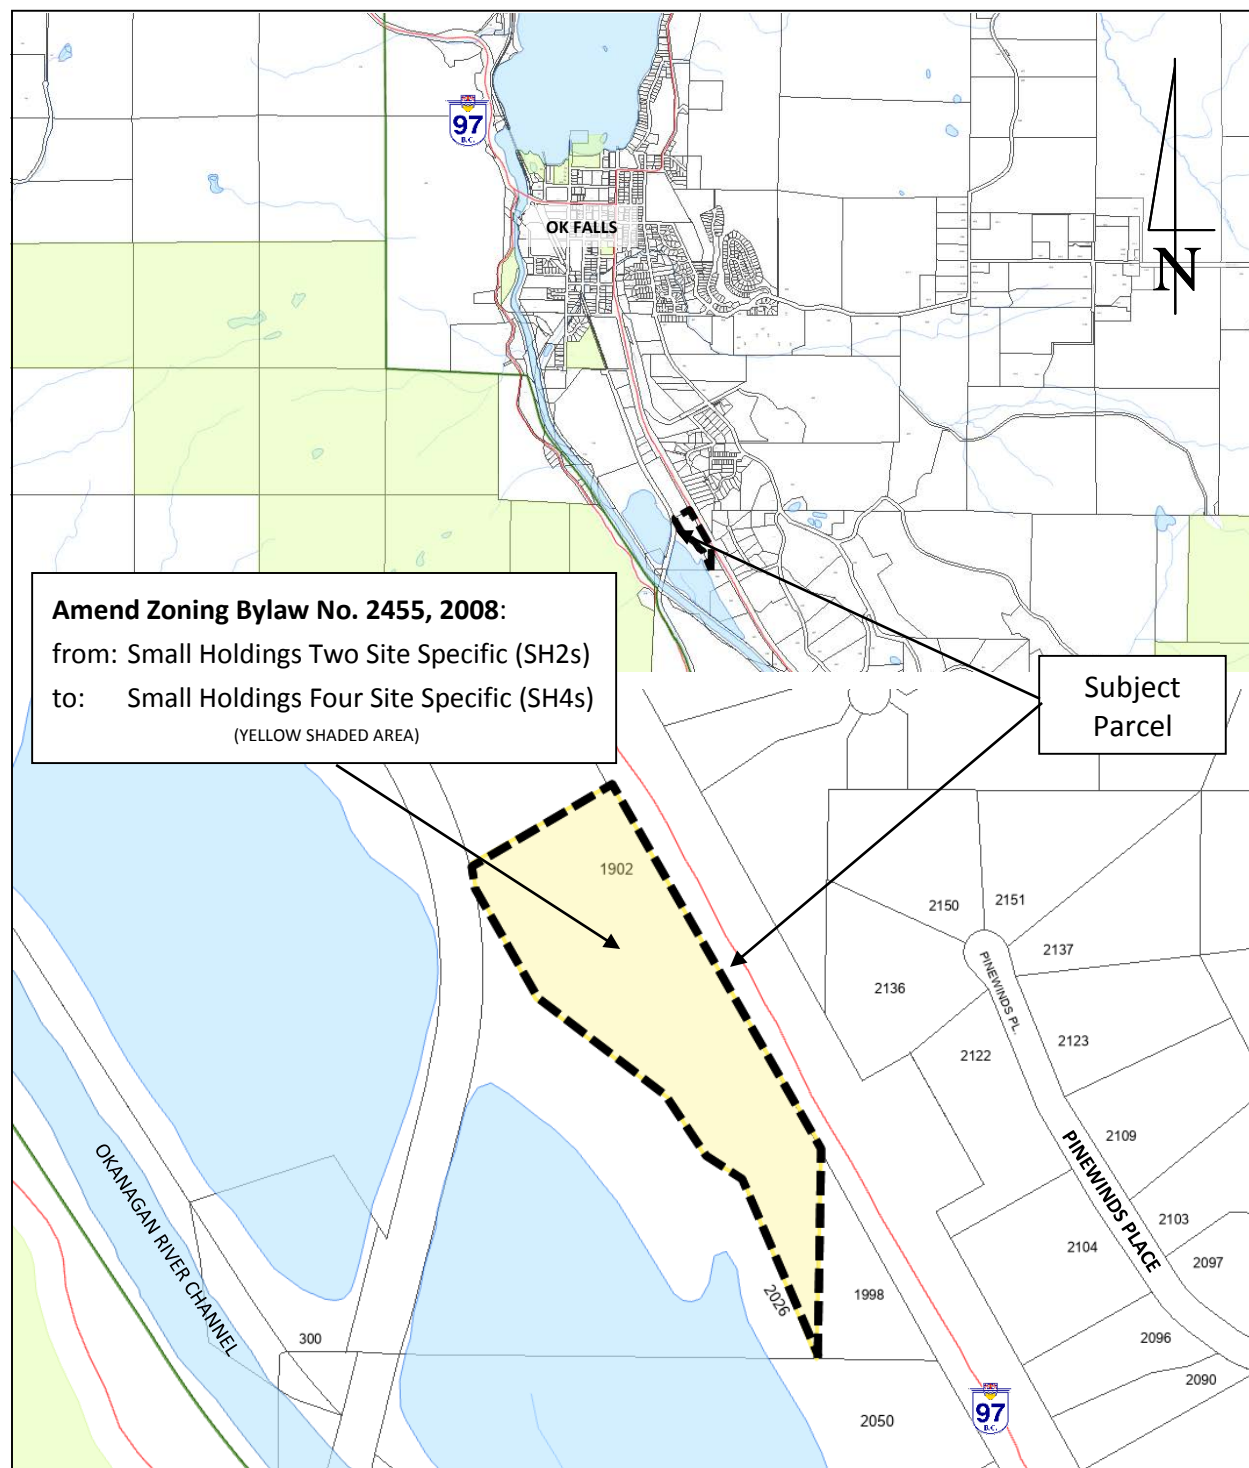 97
B.C.
OK FALLS
N
Amend Zoning Bylaw No. 2455, 2008:
from: Small Holdings Two Site Specific (SH2s)
to: Small Holdings Four Site Specific (SH4s)
(YELLOW SHADED AREA)
Subject
Parcel
1902
2150
2151
2137
PINEWINDS PL.
2136
2122
2123
2109
PINEWINDS PLACE
2103
2104
2097
OKANAGAN RIVER CHANNEL
2026
1998
300
2096
2090
97
B.C.
2050